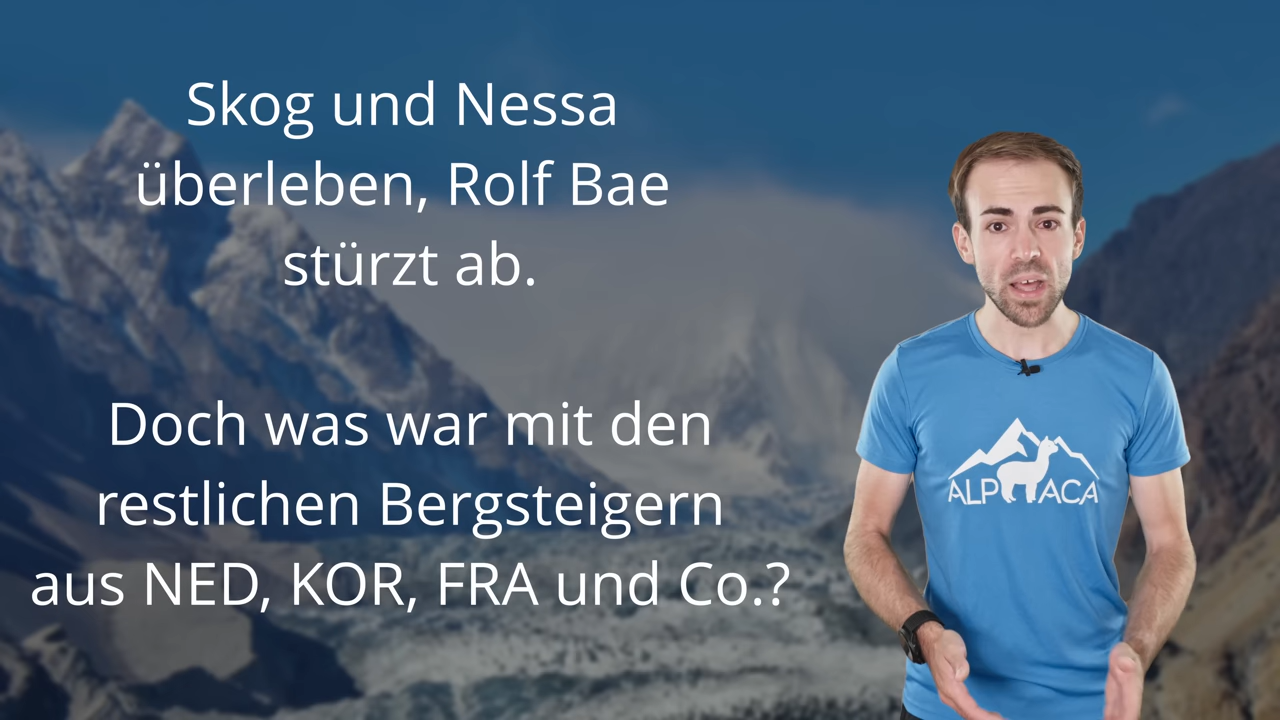 Skog und Nessa
überleben, Rolf Bae
stürzt ab.
Doch was war mit den
restlichen Bergsteigern
aus NED, KOR, FRA und Co.?
ALPACA